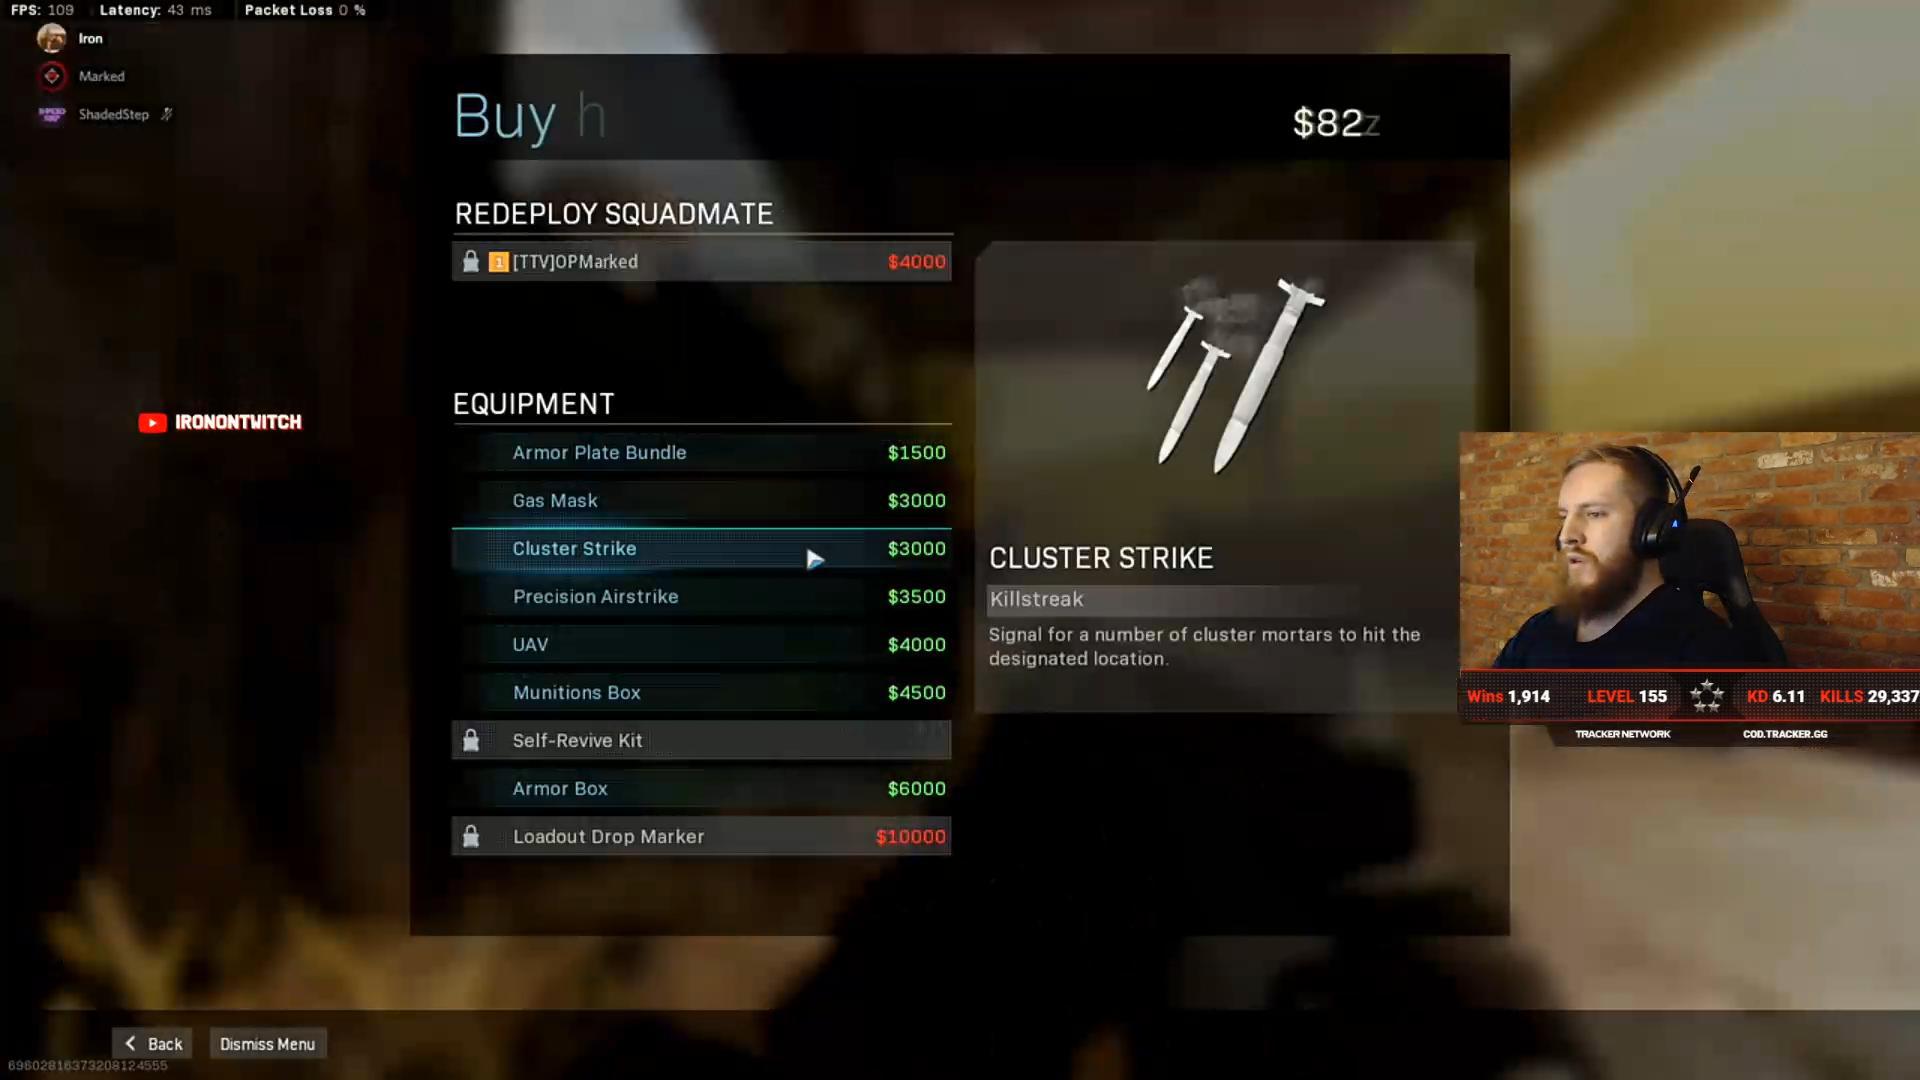 FPS: 109 Latency: 43 ms Packet Loss 0 %
Iron
Marked
ShadedStep
Buy h
$82z
REDEPLOY SQUADMATE
1 [TTV]OPMarked $4000
EQUIPMENT
Armor Plate Bundle $1500
Gas Mask $3000
Cluster Strike $3000
Precision Airstrike $3500
UAV $4000
Munitions Box $4500
Self-Revive Kit
Armor Box $6000
Loadout Drop Marker $10000
CLUSTER STRIKE
Killstreak
Signal for a number of cluster mortars to hit the
designated location.
IRONONTWITCH
Wins 1,914 LEVEL 155 KD 6.11 KILLS 29,337
TRACKER NETWORK COD.TRACKER.GG
Back Dismiss Menu
69602816373208124555